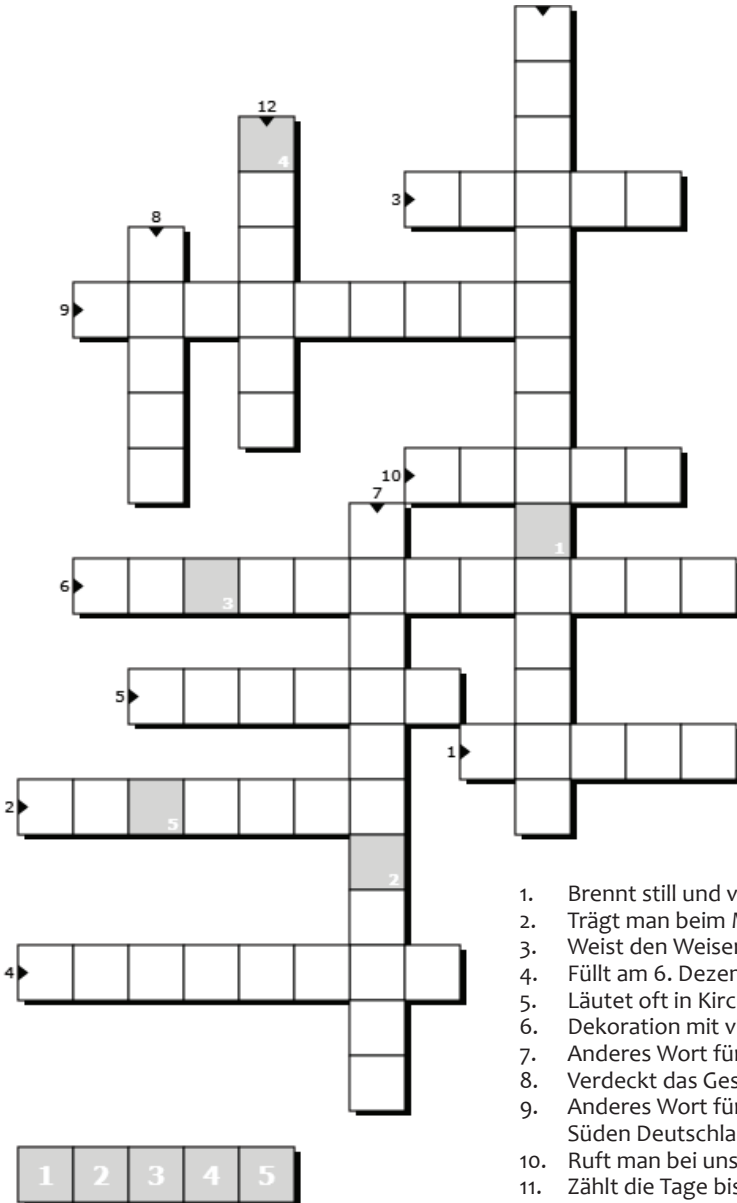 12
4
3
8
9
10
7
1
6
3
5
1
2
5
2
4
1 2 3 4 5
1. Brennt still und v
2. Trägt man beim M
3. Weist den Weisen
4. Füllt am 6. Dezem
5. Läutet oft in Kirc
6. Dekoration mit v
7. Anderes Wort für
8. Verdeckt das Ges
9. Anderes Wort für
Süden Deutschla
10. Ruft man bei uns
11. Zählt die Tage bis